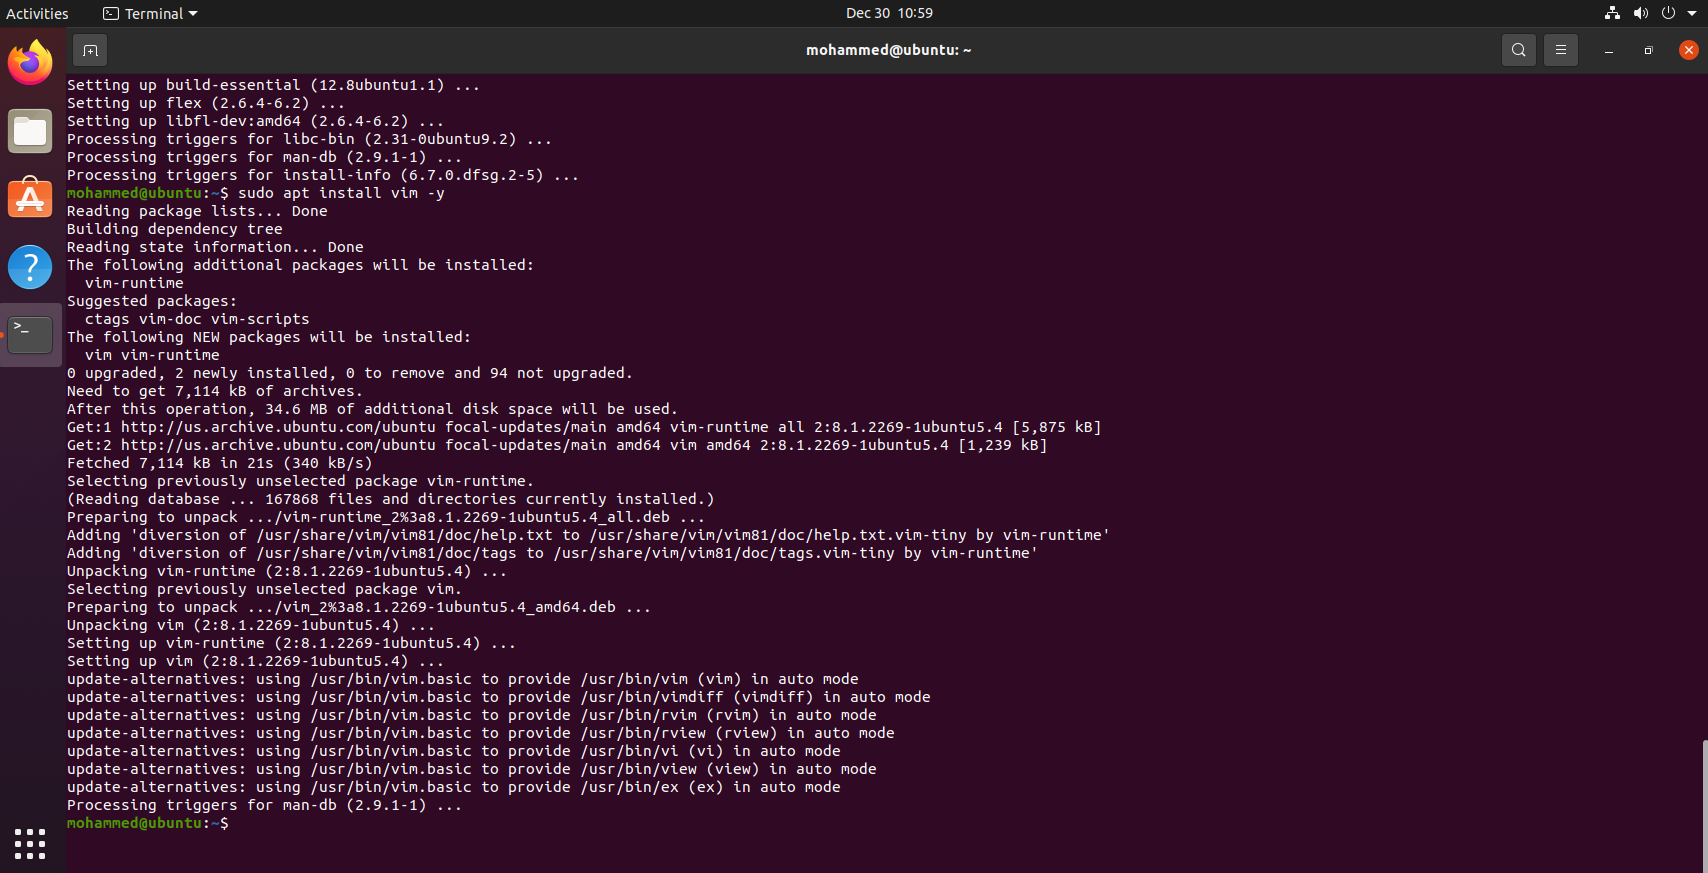 Activities
Terminal
Dec 30 10:59
mohammed@ubuntu: ~
Setting up build-essential (12.8ubuntu1.1) ...
Setting up flex (2.6.4-6.2) ...
Setting up libfl-dev:amd64 (2.6.4-6.2) ...
Processing triggers for libc-bin (2.31-0ubuntu9.2) ...
Processing triggers for man-db (2.9.1-1) ...
Processing triggers for install-info (6.7.0.dfsg.2-5) ...
mohammed@ubuntu:~$ sudo apt install vim -y
Reading package lists... Done
Building dependency tree
Reading state information... Done
The following additional packages will be installed:
  vim-runtime
Suggested packages:
  ctags vim-doc vim-scripts
The following NEW packages will be installed:
  vim vim-runtime
0 upgraded, 2 newly installed, 0 to remove and 94 not upgraded.
Need to get 7,114 kB of archives.
After this operation, 34.6 MB of additional disk space will be used.
Get:1 http://us.archive.ubuntu.com/ubuntu focal-updates/main amd64 vim-runtime all 2:8.1.2269-1ubuntu5.4 [5,875 kB]
Get:2 http://us.archive.ubuntu.com/ubuntu focal-updates/main amd64 vim amd64 2:8.1.2269-1ubuntu5.4 [1,239 kB]
Fetched 7,114 kB in 21s (340 kB/s)
Selecting previously unselected package vim-runtime.
(Reading database ... 167868 files and directories currently installed.)
Preparing to unpack .../vim-runtime_2%3a8.1.2269-1ubuntu5.4_all.deb ...
Adding 'diversion of /usr/share/vim/vim81/doc/help.txt to /usr/share/vim/vim81/doc/help.txt.vim-tiny by vim-runtime'
Adding 'diversion of /usr/share/vim/vim81/doc/tags to /usr/share/vim/vim81/doc/tags.vim-tiny by vim-runtime'
Unpacking vim-runtime (2:8.1.2269-1ubuntu5.4) ...
Selecting previously unselected package vim.
Preparing to unpack .../vim_2%3a8.1.2269-1ubuntu5.4_amd64.deb ...
Unpacking vim (2:8.1.2269-1ubuntu5.4) ...
Setting up vim-runtime (2:8.1.2269-1ubuntu5.4) ...
Setting up vim (2:8.1.2269-1ubuntu5.4) ...
update-alternatives: using /usr/bin/vim.basic to provide /usr/bin/vim (vim) in auto mode
update-alternatives: using /usr/bin/vim.basic to provide /usr/bin/vimdiff (vimdiff) in auto mode
update-alternatives: using /usr/bin/vim.basic to provide /usr/bin/rvim (rvim) in auto mode
update-alternatives: using /usr/bin/vim.basic to provide /usr/bin/rview (rview) in auto mode
update-alternatives: using /usr/bin/vim.basic to provide /usr/bin/vi (vi) in auto mode
update-alternatives: using /usr/bin/vim.basic to provide /usr/bin/view (view) in auto mode
update-alternatives: using /usr/bin/vim.basic to provide /usr/bin/ex (ex) in auto mode
Processing triggers for man-db (2.9.1-1) ...
mohammed@ubuntu:~$